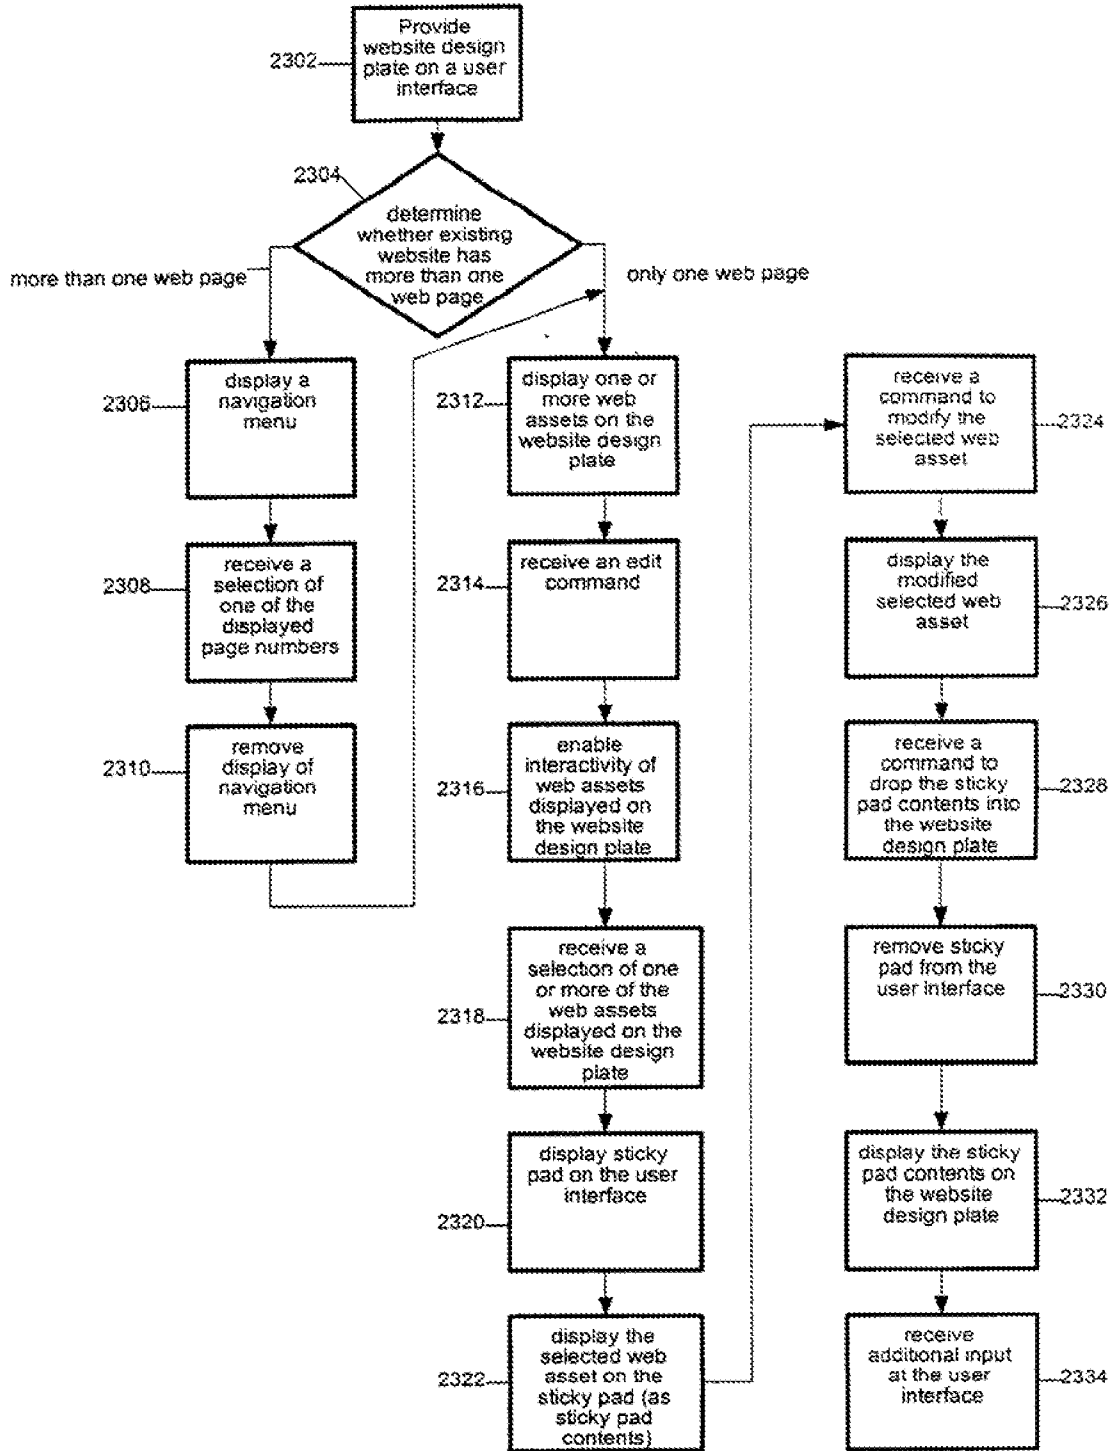 Provide
website design
plate on a user
interface
2302
2304
determine
whether existing
website has
more than one
web page
more than one web page
only one web page
display a
navigation
menu
2306
receive a
selection of
one of the
displayed
page numbers
2308
remove
display of
navigation
menu
2310
display one or
more web
assets on the
website design
plate
2312
receive an edit
command
2314
enable
interactivity of
web assets
displayed on
the website
design plate
2316
receive a
selection of one
or more of the
web assets
displayed on the
website design
plate
2318
display sticky
pad on the user
interface
2320
display the
selected web
asset on the
sticky pad (as
sticky pad
contents)
2322
receive a
command to
modify the
selected web
asset
2324
display the
modified
selected web
asset
2326
receive a
command to
drop the sticky
pad contents into
the website
design plate
2328
remove sticky
pad from the
user interface
2330
display the sticky
pad contents on
the website
design plate
2332
receive
additional input
at the user
interface
2334